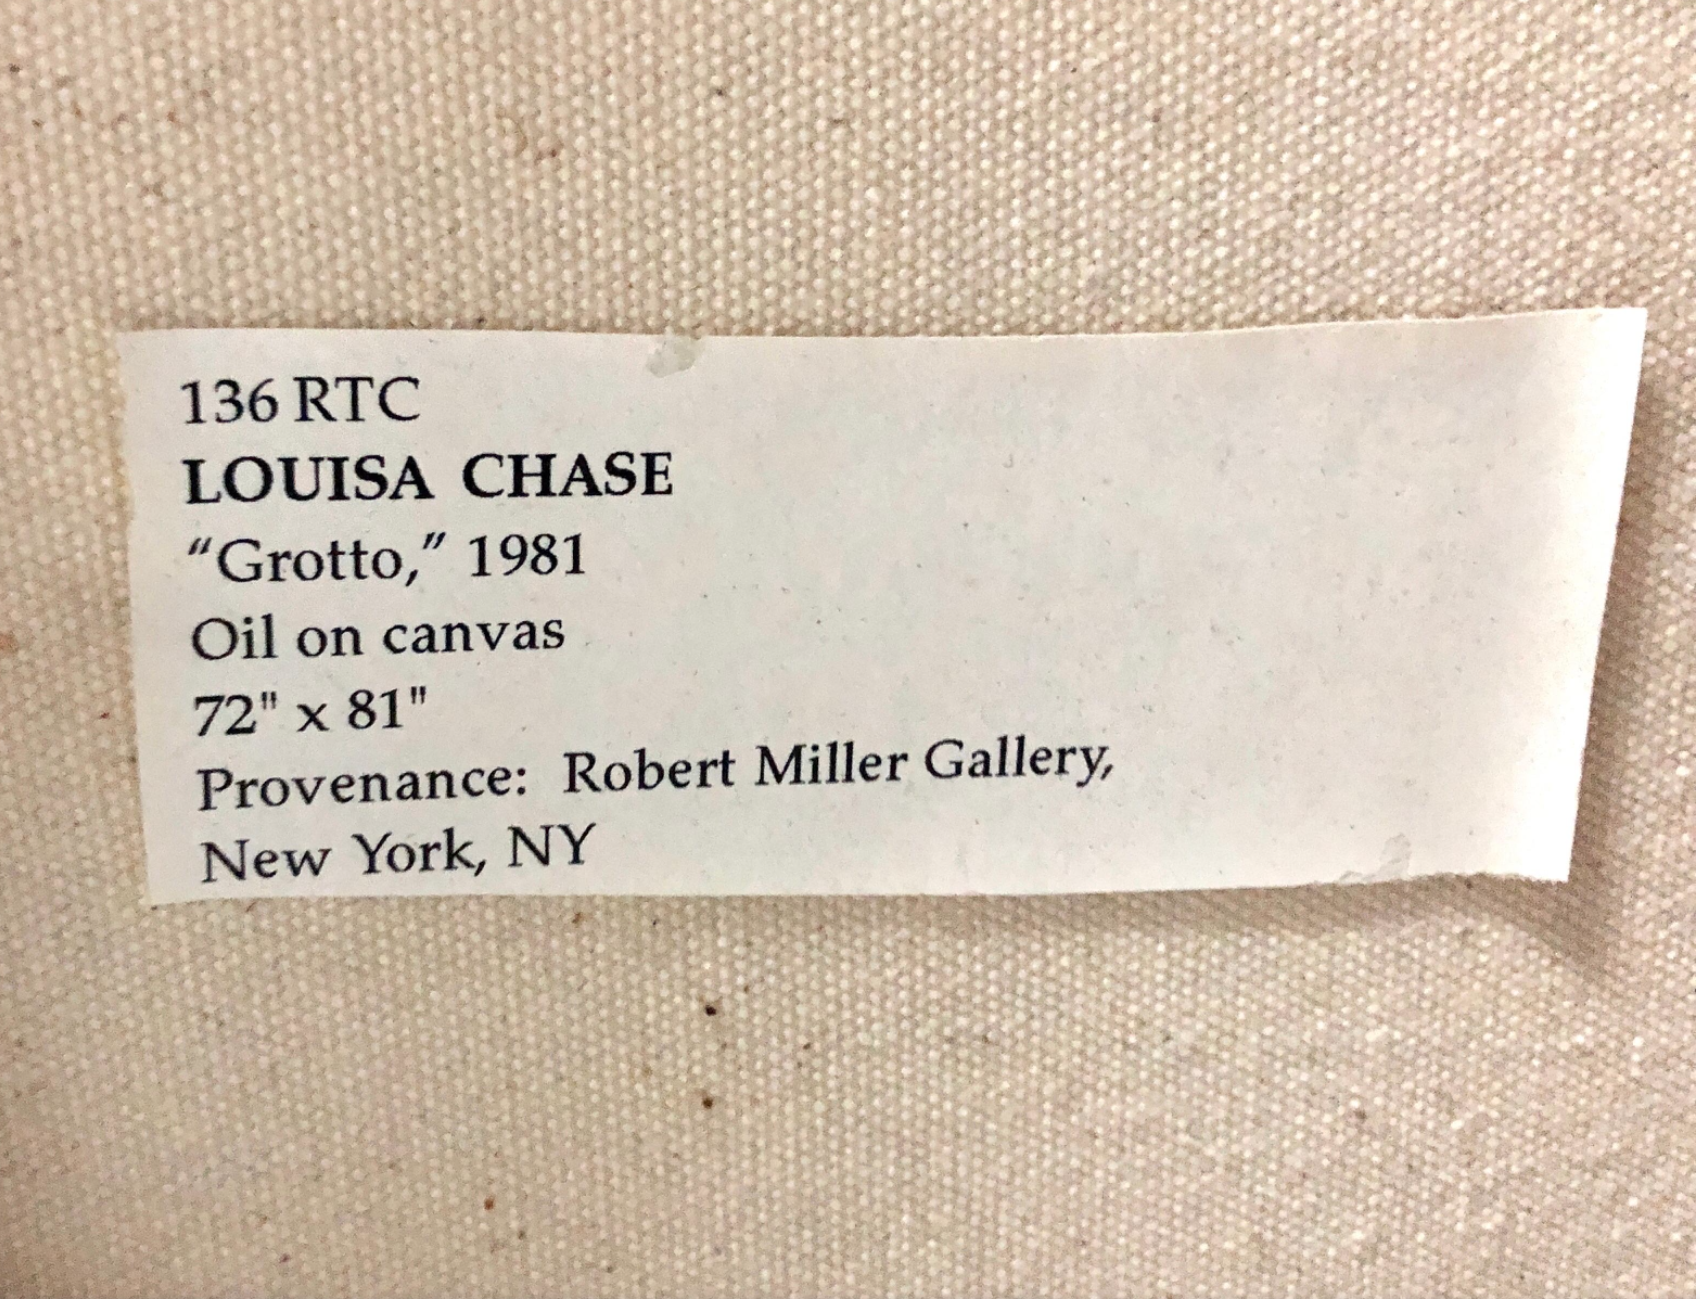 136 RTC
LOUISA CHASE
“Grotto,” 1981
Oil on canvas
72" x 81"
Provenance: Robert Miller Gallery,
New York, NY